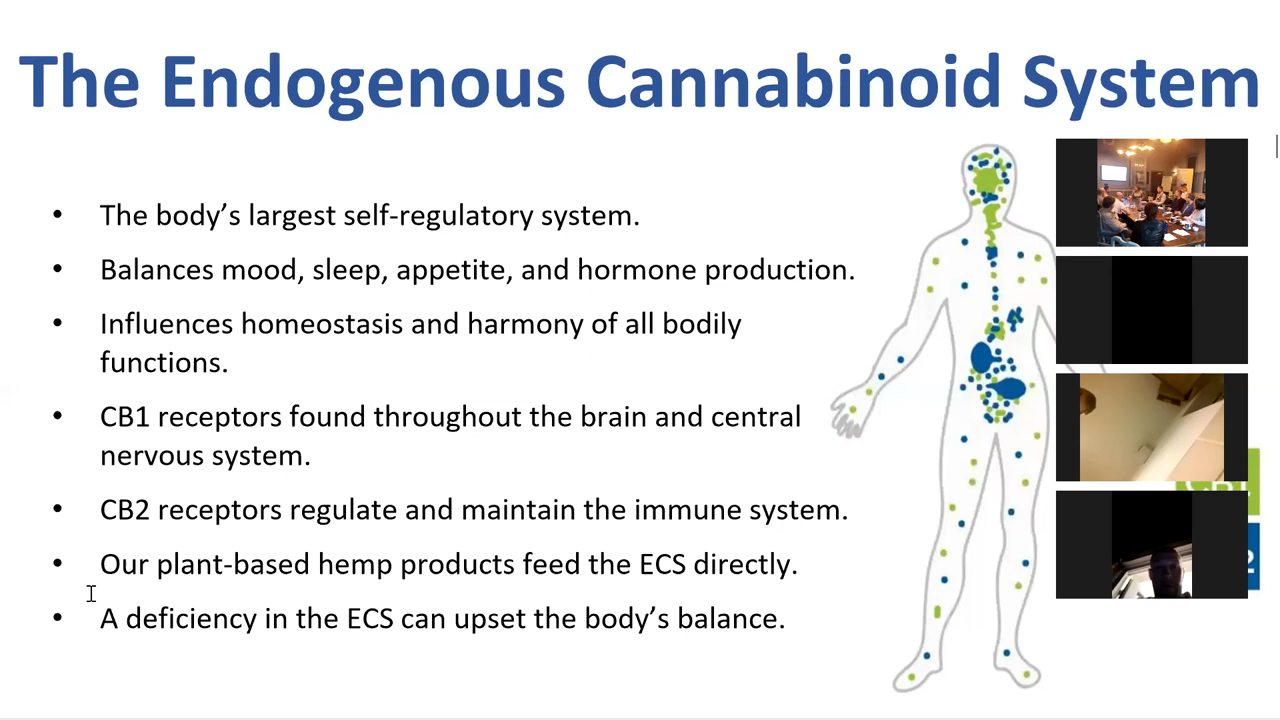 The Endogenous Cannabinoid System
• The body’s largest self-regulatory system.
• Balances mood, sleep, appetite, and hormone production.
• Influences homeostasis and harmony of all bodily
functions.
• CB1 receptors found throughout the brain and central
nervous system.
• CB2 receptors regulate and maintain the immune system.
• Our plant-based hemp products feed the ECS directly.
• A deficiency in the ECS can upset the body’s balance.
2